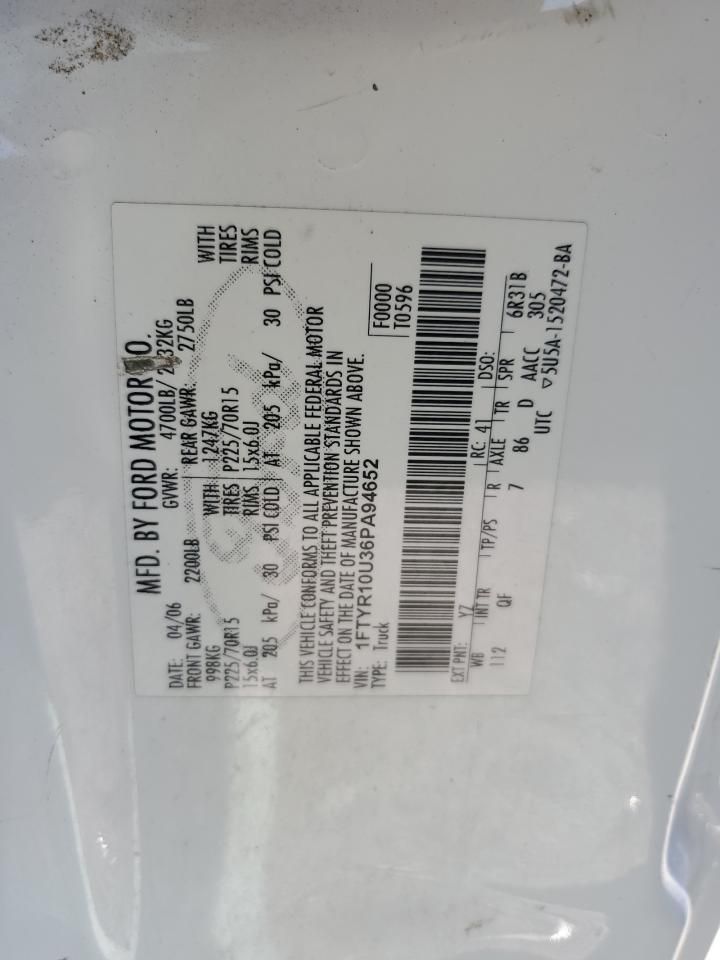 MFD. BY FORD MOTOR CO.
DATE: 04/06 GVWR: 4700LB/ 2132KG
FRONT GAWR: 2200LB REAR GAWR: 2750LB
998KG WITH 1247KG WITH
P225/70R15 TIRES P225/70R15 TIRES
15x6.0J RIMS 15x6.0J RIMS
AT 205 kPa/ 30 PSI COLD AT 205 kPa/ 30 PSI COLD
THIS VEHICLE CONFORMS TO ALL APPLICABLE FEDERAL MOTOR
VEHICLE SAFETY AND THEFT PREVENTION STANDARDS IN
EFFECT ON THE DATE OF MANUFACTURE SHOWN ABOVE.
VIN: 1FTYR10U36PA94652 F0000
TYPE: Truck T0596
EXT PNT: YZ RC: 41 DSO:
WB INT TR TP/PS R AXLE TR SPR 6R31B
112 QF 7 86 D AACC 305
UTC ▽5U5A-1520472-BA